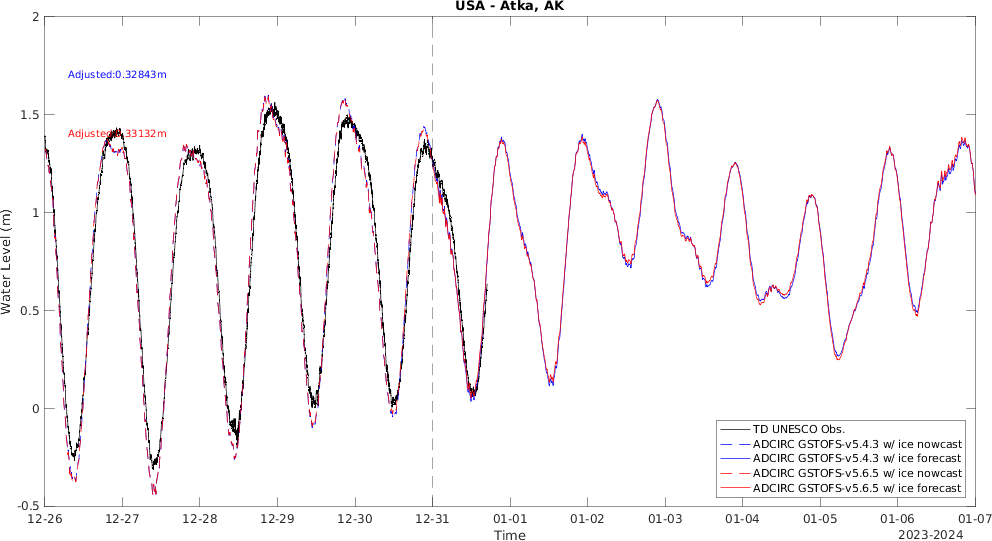 USA - Atka, AK
2
Adjusted:0.32843m
1.5
Adjusted: 33132m
1
Water Level (m)
0.5
0
-0.5
TD UNESCO Obs.
ADCIRC GSTOFS-v5.4.3 w/ ice nowcast
ADCIRC GSTOFS-v5.4.3 w/ ice forecast
ADCIRC GSTOFS-v5.6.5 w/ ice nowcast
ADCIRC GSTOFS-v5.6.5 w/ ice forecast
12-26 12-27 12-28 12-29 12-30 12-31 01-01 01-02 01-03 01-04 01-05 01-06 01-07
Time
2023-2024